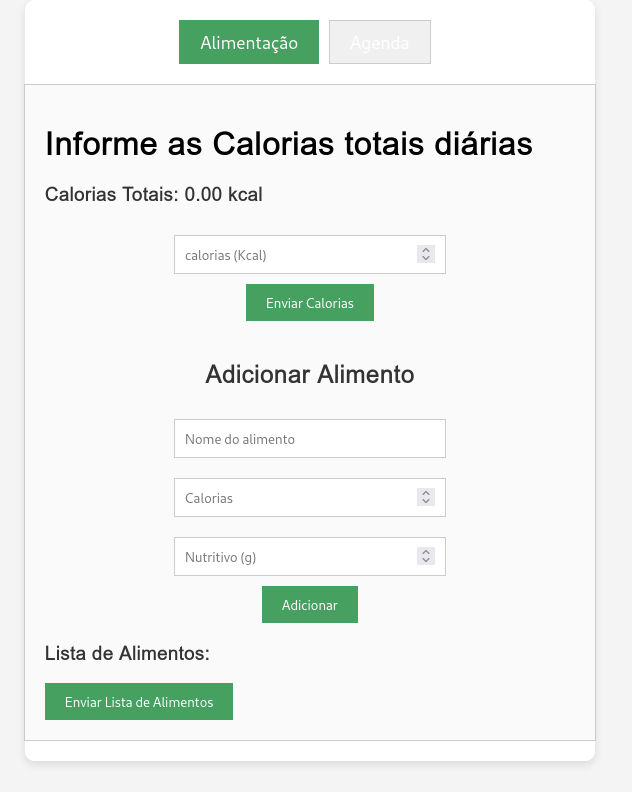 Alimentação Agenda
Informe as Calorias totais diárias
Calorias Totais: 0.00 kcal
calorias (Kcal)
Enviar Calorias
Adicionar Alimento
Nome do alimento
Calorias
Nutritivo (g)
Adicionar
Lista de Alimentos:
Enviar Lista de Alimentos